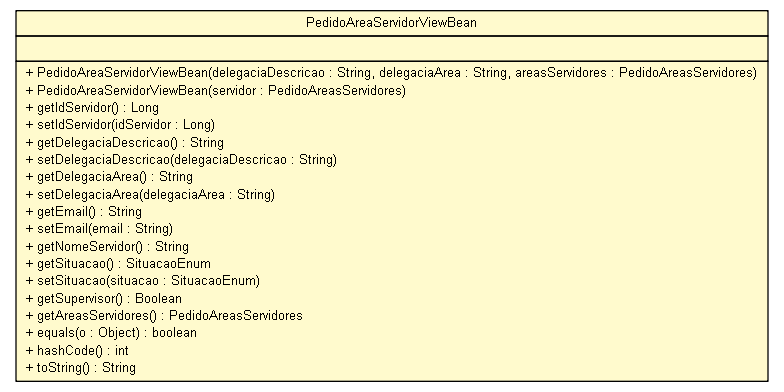 PedidoAreaServidorViewBean
+ PedidoAreaServidorViewBean(delegaciaDescricao : String, delegaciaArea : String, areasServidores : PedidoAreasServidores)
+ PedidoAreaServidorViewBean(servidor : PedidoAreasServidores)
+ getIdServidor() : Long
+ setIdServidor(idServidor : Long)
+ getDelegaciaDescricao() : String
+ setDelegaciaDescricao(delegaciaDescricao : String)
+ getDelegaciaArea() : String
+ setDelegaciaArea(delegaciaArea : String)
+ getEmail() : String
+ setEmail(email : String)
+ getNomeServidor() : String
+ getSituacao() : SituacaoEnum
+ setSituacao(situacao : SituacaoEnum)
+ getSupervisor() : Boolean
+ getAreasServidores() : PedidoAreasServidores
+ equals(o : Object) : boolean
+ hashCode() : int
+ toString() : String